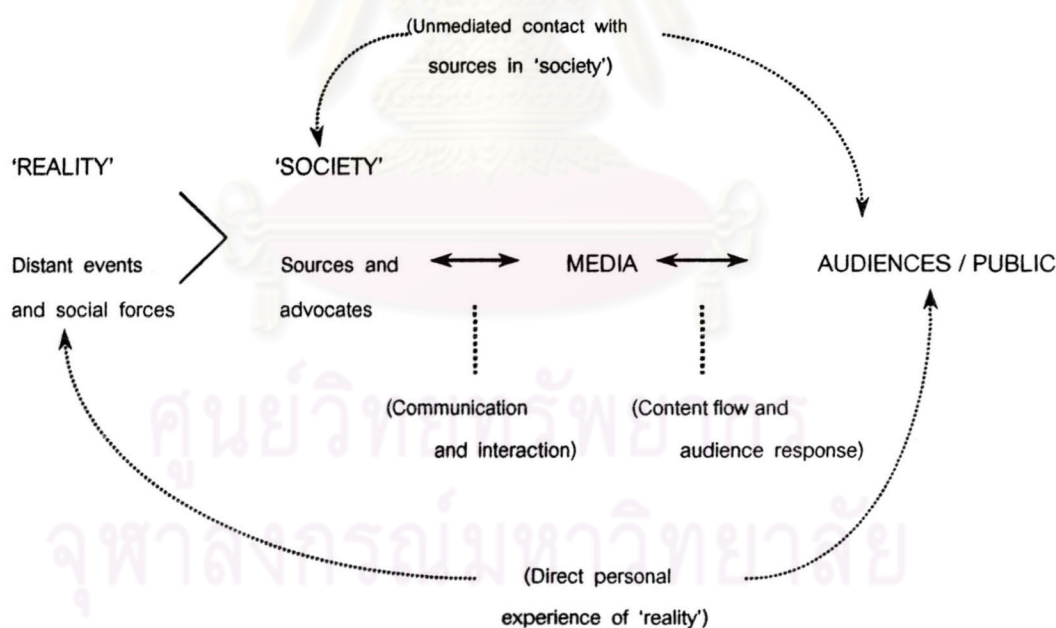 (Unmediated contact with
sources in 'society')
'REALITY'
'SOCIETY'
Distant events
and social forces
Sources and
advocates
MEDIA
AUDIENCES / PUBLIC
(Communication
and interaction)
(Content flow and
audience response)
ศูนย์วิทยทรัพยากร
จุฬาลงกรณ์มหาวิทยาลัย
(Direct personal
experience of 'reality')